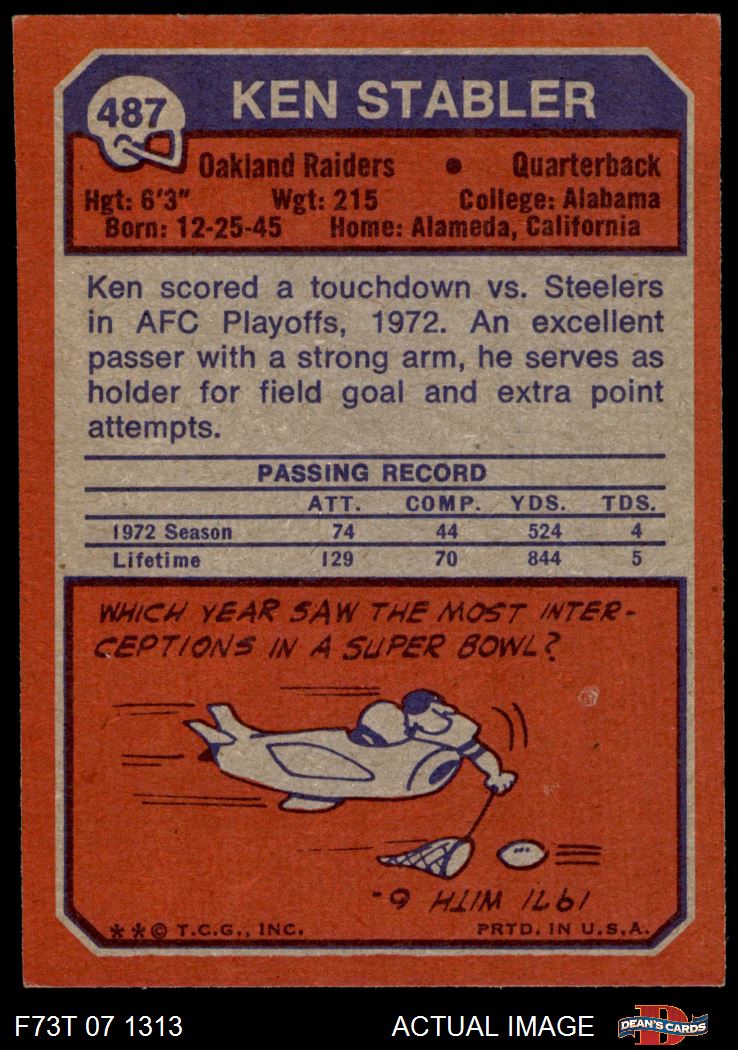 487
KEN STABLER
Oakland Raiders • Quarterback
Hgt: 6'3" Wgt: 215 College: Alabama
Born: 12-25-45 Home: Alameda, California
Ken scored a touchdown vs. Steelers
in AFC Playoffs, 1972. An excellent
passer with a strong arm, he serves as
holder for field goal and extra point
attempts.
PASSING RECORD
ATT. COMP. YDS. TDS.
1972 Season 74 44 524 4
Lifetime 129 70 844 5
WHICH YEAR SAW THE MOST INTER-
CEPTIONS IN A SUPER BOWL?
1971 WITH 6-
**© T.C.G., INC. PRTD. IN U.S.A.
F73T 07 1313 ACTUAL IMAGE
DEAN'S CARDS